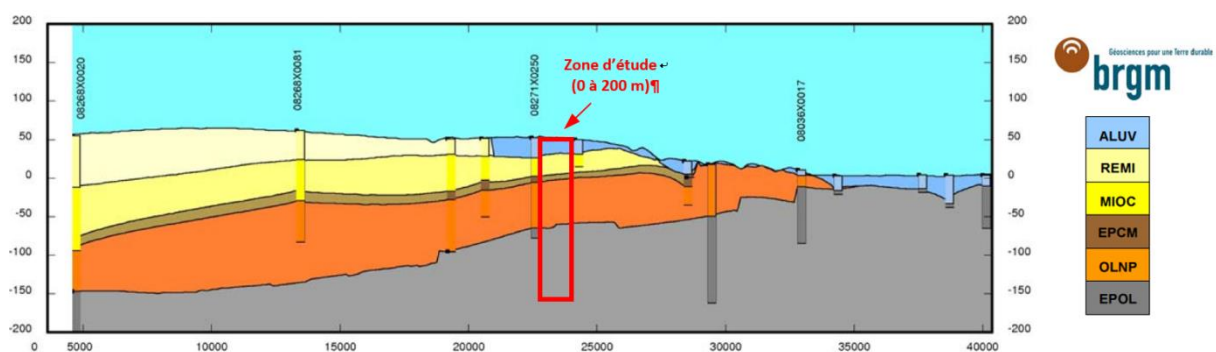 200
150
100
50
0
-50
-100
-150
-200
08268X0020
08268X0081
08271X0250
08036X0017
Zone d'étude↵
(0 à 200 m)¶
200
150
100
50
0
-50
-100
-150
-200
0 5000 10000 15000 20000 25000 30000 35000 40000
Géosciences pour une Terre durable
brgm
ALUV
REMI
MIOC
EPCM
OLNP
EPOL